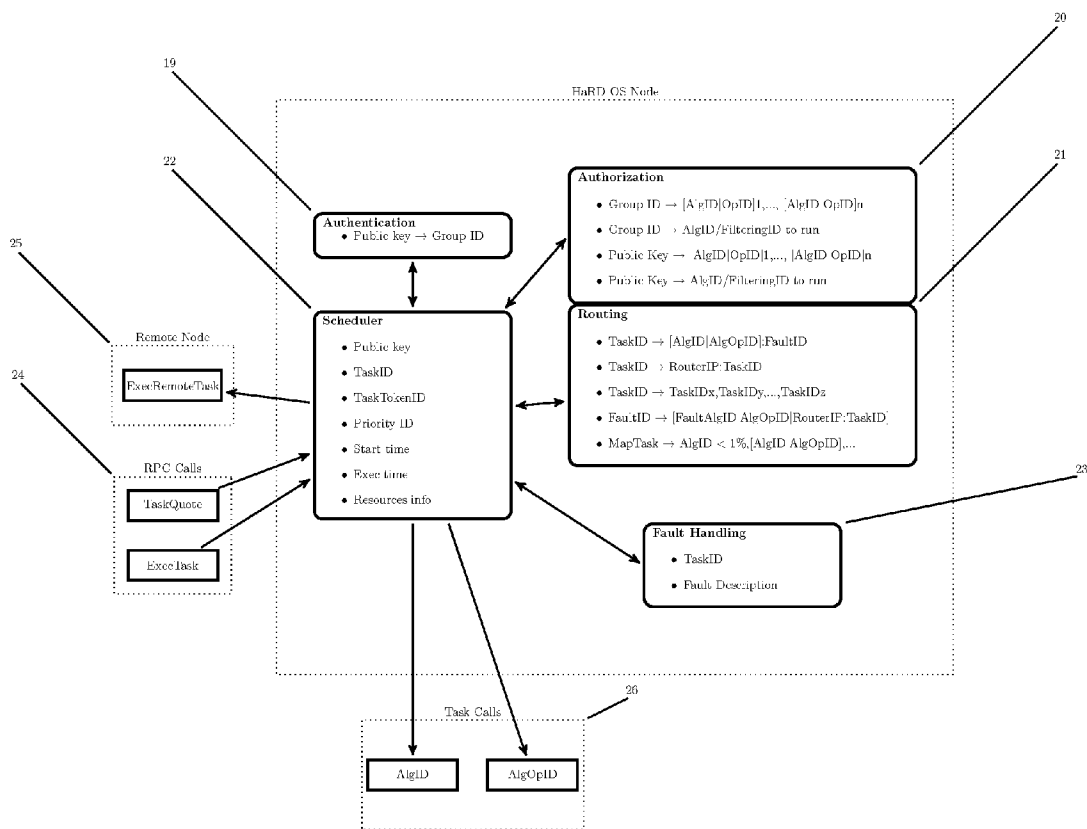 20
19
HaRD OS Node
22
21
Authorization
• Group ID → [AlgID|OpID]1,..., [AlgID OpID]n
• Group ID → AlgID/FilteringID to run
• Public Key → AlgID|OpID|1,..., |AlgID OpID]n
• Public Key → AlgID/FilteringID to run
Authentication
• Public key → Group ID
25
Scheduler
• Public key
• TaskID
• TaskTokenID
• Priority ID
• Start time
• Exec time
• Resources info
Routing
• TaskID → [AlgID|AlgOpID]:FaultID
• TaskID → RouterIP:TaskID
• TaskID → TaskIDx,TaskIDy,...,TaskIDz
• FaultID → [FaultAlgID AlgOpID|RouterIP:TaskID]
• MapTask → AlgID < 1%,[AlgID AlgOpID],...
Remote Node
ExecRemoteTask
24
RPC Calls
TaskQuote
ExecTask
23
Fault Handling
• TaskID
• Fault Description
26
Task Calls
AlgID
AlgOpID